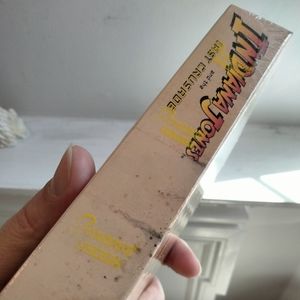 INDIANA JONES
and the
LAST CRUSADE